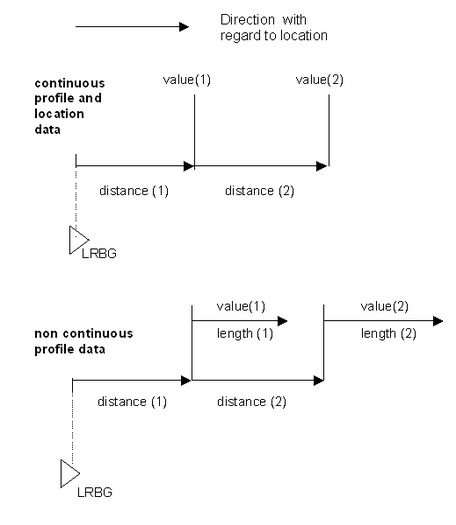 Direction with
regard to location
continuous
profile and
location
data
value(1)
value(2)
distance (1)
distance (2)
LRBG
non continuous
profile data
value(1)
length (1)
value(2)
length (2)
distance (1)
distance (2)
LRBG